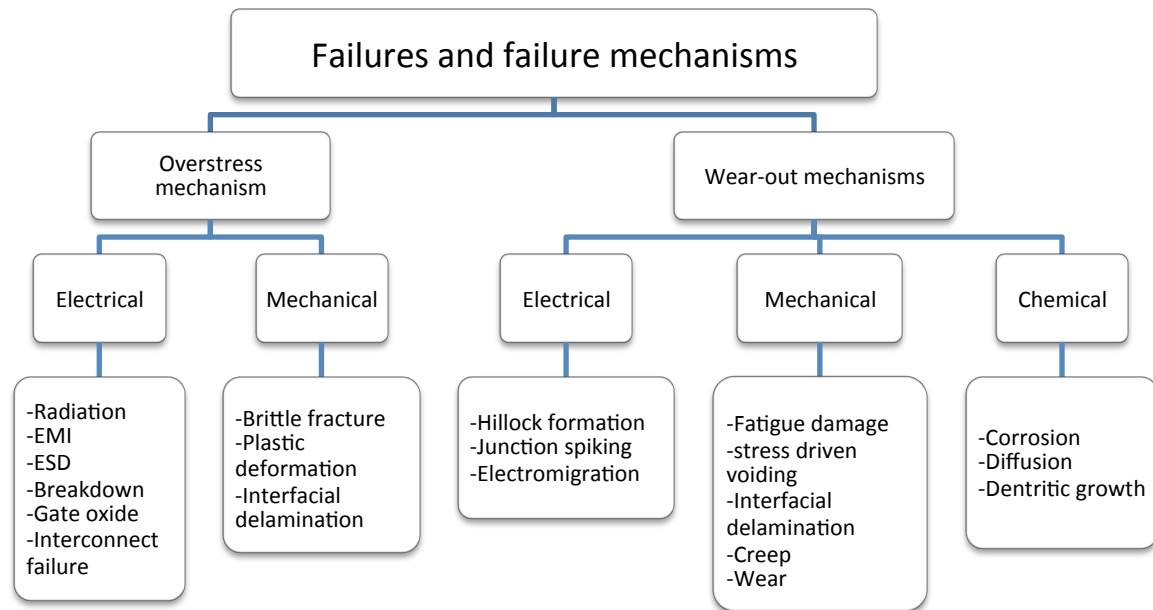 Failures and failure mechanisms
Overstress
mechanism
Wear-out mechanisms
Electrical
Mechanical
Electrical
Mechanical
Chemical
-Radiation
-EMI
-ESD
-Breakdown
-Gate oxide
-Interconnect
failure
-Brittle fracture
-Plastic
deformation
-Interfacial
delamination
-Hillock formation
-Junction spiking
-Electromigration
-Fatigue damage
-stress driven
voiding
-Interfacial
delamination
-Creep
-Wear
-Corrosion
-Diffusion
-Dentritic growth